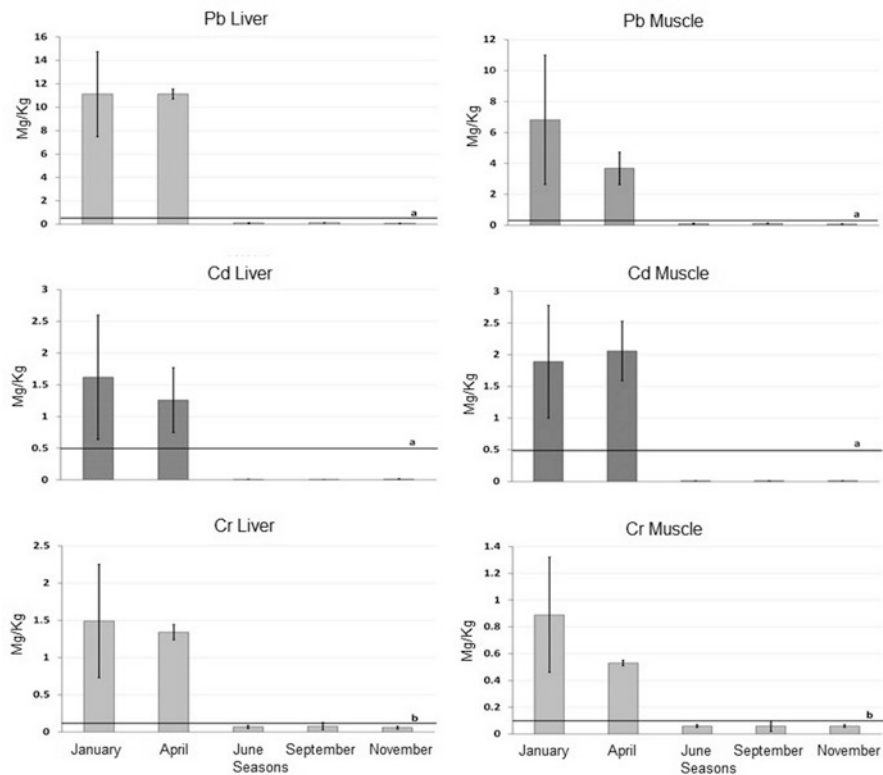 Pb Liver
Mg/Kg
16
14
12
10
8
6
4
2
0
a
Pb Muscle
Mg/Kg
12
10
8
6
4
2
0
a
Cd Liver
Mg/Kg
3
2.5
2
1.5
1
0.5
0
a
Cd Muscle
Mg/Kg
3
2.5
2
1.5
1
0.5
0
a
Cr Liver
Mg/Kg
2.5
2
1.5
1
0.5
0
b
January April June September November
Seasons
Cr Muscle
Mg/Kg
1.4
1.2
1
0.8
0.6
0.4
0.2
0
b
January April June September November
Seasons